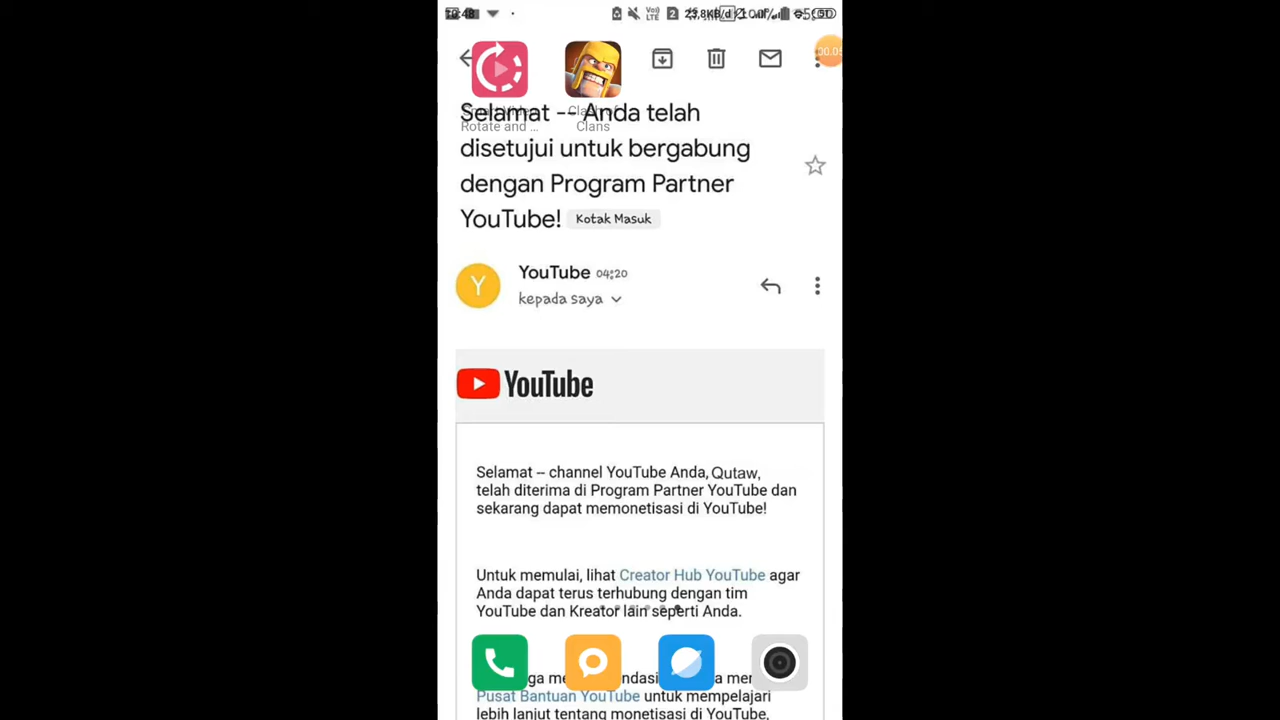 00:05
Selamat -- Anda telah
disetujui untuk bergabung
dengan Program Partner
YouTube! Kotak Masuk
Rotate and ...
Clans
Y
YouTube 04:20
kepada saya
YouTube
Selamat -- channel YouTube Anda, Qutaw,
telah diterima di Program Partner YouTube dan
sekarang dapat memonetisasi di YouTube!
Untuk memulai, lihat Creator Hub YouTube agar
Anda dapat terus terhubung dengan tim
YouTube dan Kreator lain seperti Anda.
Pusat Bantuan YouTube untuk mempelajari
lebih lanjut tentang monetisasi di YouTube,